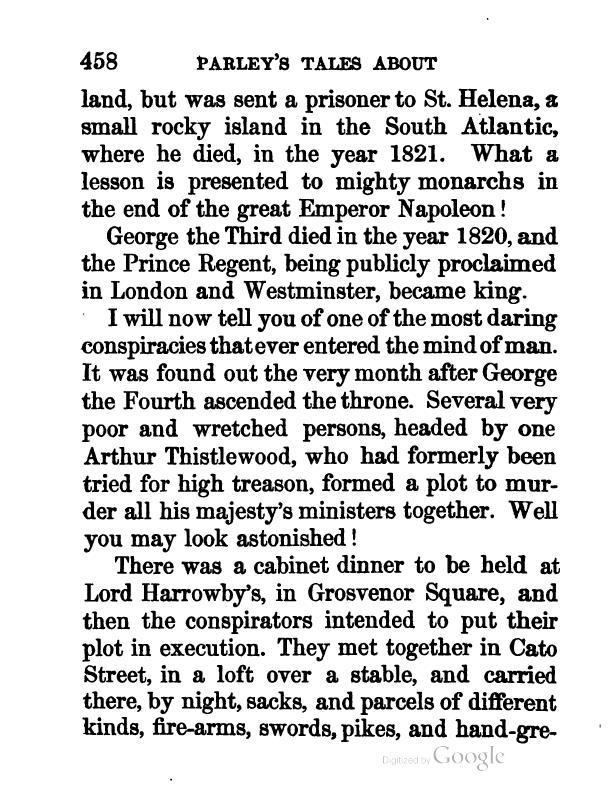 458 PARLEY'S TALES ABOUT
land, but was sent a prisoner to St. Helena, a
small rocky island in the South Atlantic,
where he died, in the year 1821. What a
lesson is presented to mighty monarchs in
the end of the great Emperor Napoleon!
George the Third died in the year 1820, and
the Prince Regent, being publicly proclaimed
in London and Westminster, became king.
I will now tell you of one of the most daring
conspiracies that ever entered the mind of man.
It was found out the very month after George
the Fourth ascended the throne. Several very
poor and wretched persons, headed by one
Arthur Thistlewood, who had formerly been
tried for high treason, formed a plot to mur-
der all his majesty's ministers together. Well
you may look astonished!
There was a cabinet dinner to be held at
Lord Harrowby's, in Grosvenor Square, and
then the conspirators intended to put their
plot in execution. They met together in Cato
Street, in a loft over a stable, and carried
there, by night, sacks, and parcels of different
kinds, fire-arms, swords, pikes, and hand-gre-
Digitized by Google